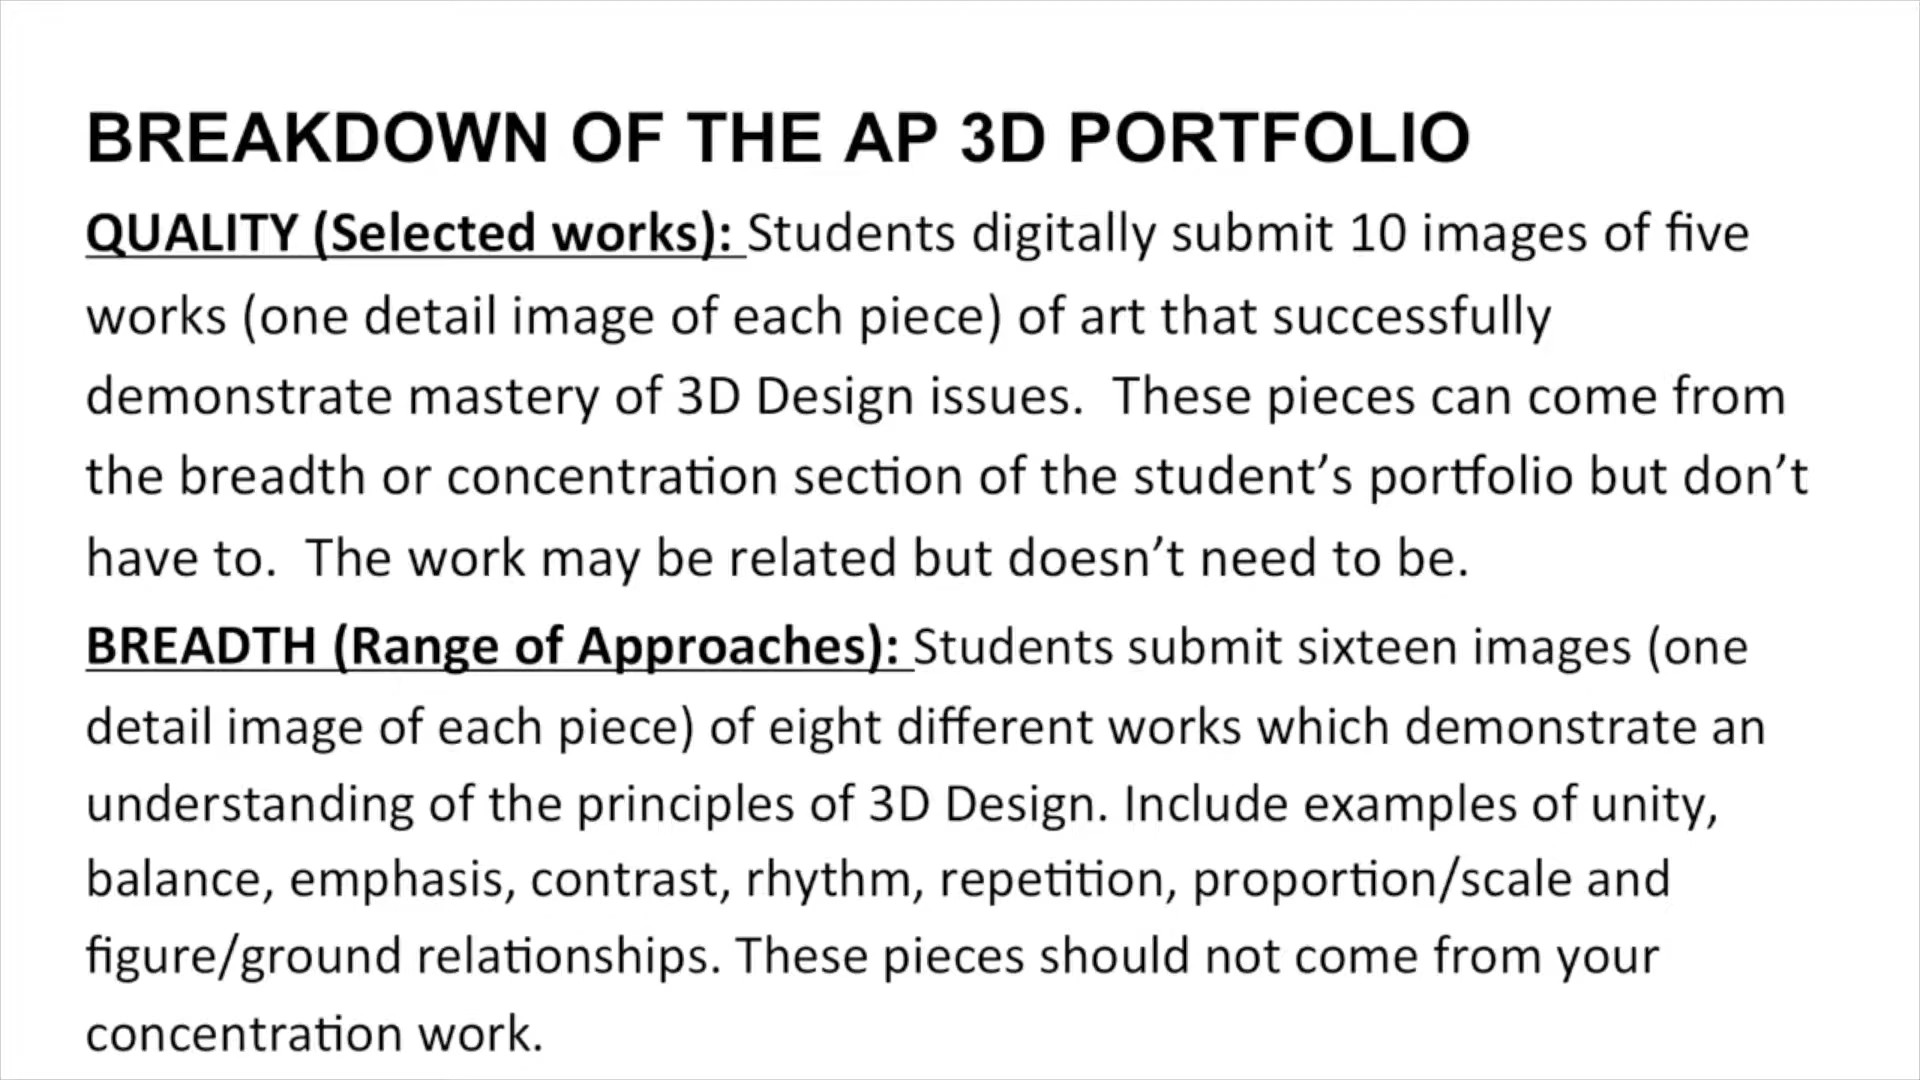 BREAKDOWN OF THE AP 3D PORTFOLIO
QUALITY (Selected works): Students digitally submit 10 images of five
works (one detail image of each piece) of art that successfully
demonstrate mastery of 3D Design issues.  These pieces can come from
the breadth or concentration section of the student’s portfolio but don’t
have to.  The work may be related but doesn’t need to be.
BREADTH (Range of Approaches): Students submit sixteen images (one
detail image of each piece) of eight different works which demonstrate an
understanding of the principles of 3D Design. Include examples of unity,
balance, emphasis, contrast, rhythm, repetition, proportion/scale and
figure/ground relationships. These pieces should not come from your
concentration work.